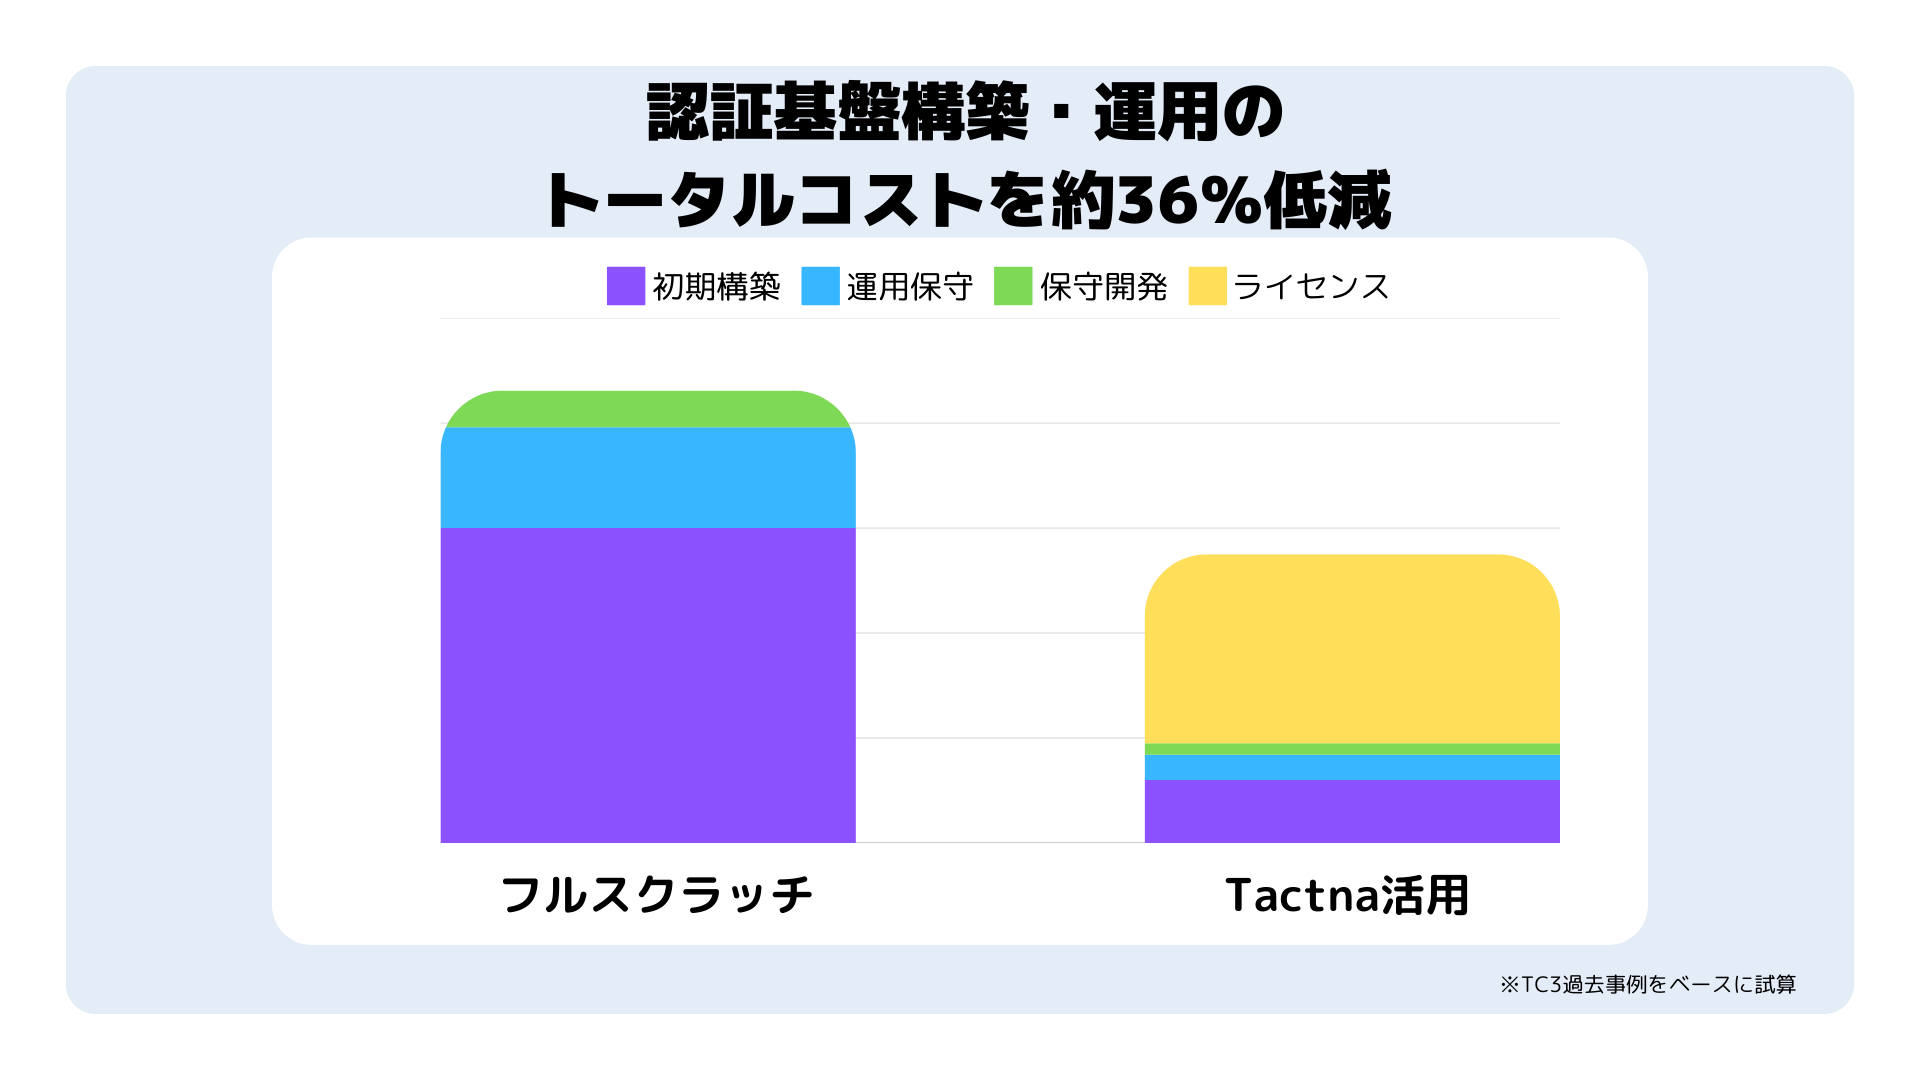 認証基盤構築・運用の
トータルコストを約36%低減
初期構築 運用保守 保守開発 ライセンス
フルスクラッチ Tactna活用
※TC3過去事例をベースに試算